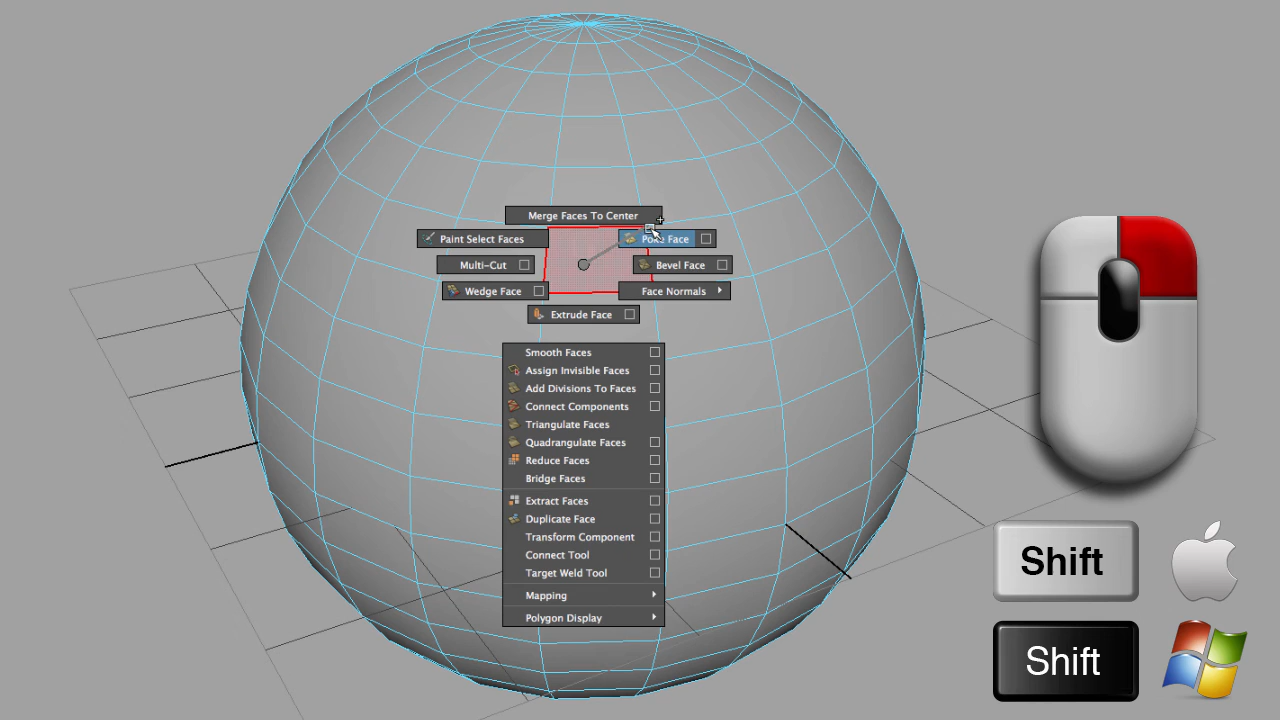 Merge Faces To Center
Paint Select Faces
Poke Face
Multi-Cut
Bevel Face
Wedge Face
Face Normals
Extrude Face
Smooth Faces
Assign Invisible Faces
Add Divisions To Faces
Connect Components
Triangulate Faces
Quadrangulate Faces
Reduce Faces
Bridge Faces
Extract Faces
Duplicate Face
Transform Component
Connect Tool
Target Weld Tool
Mapping
Polygon Display
Shift
Shift